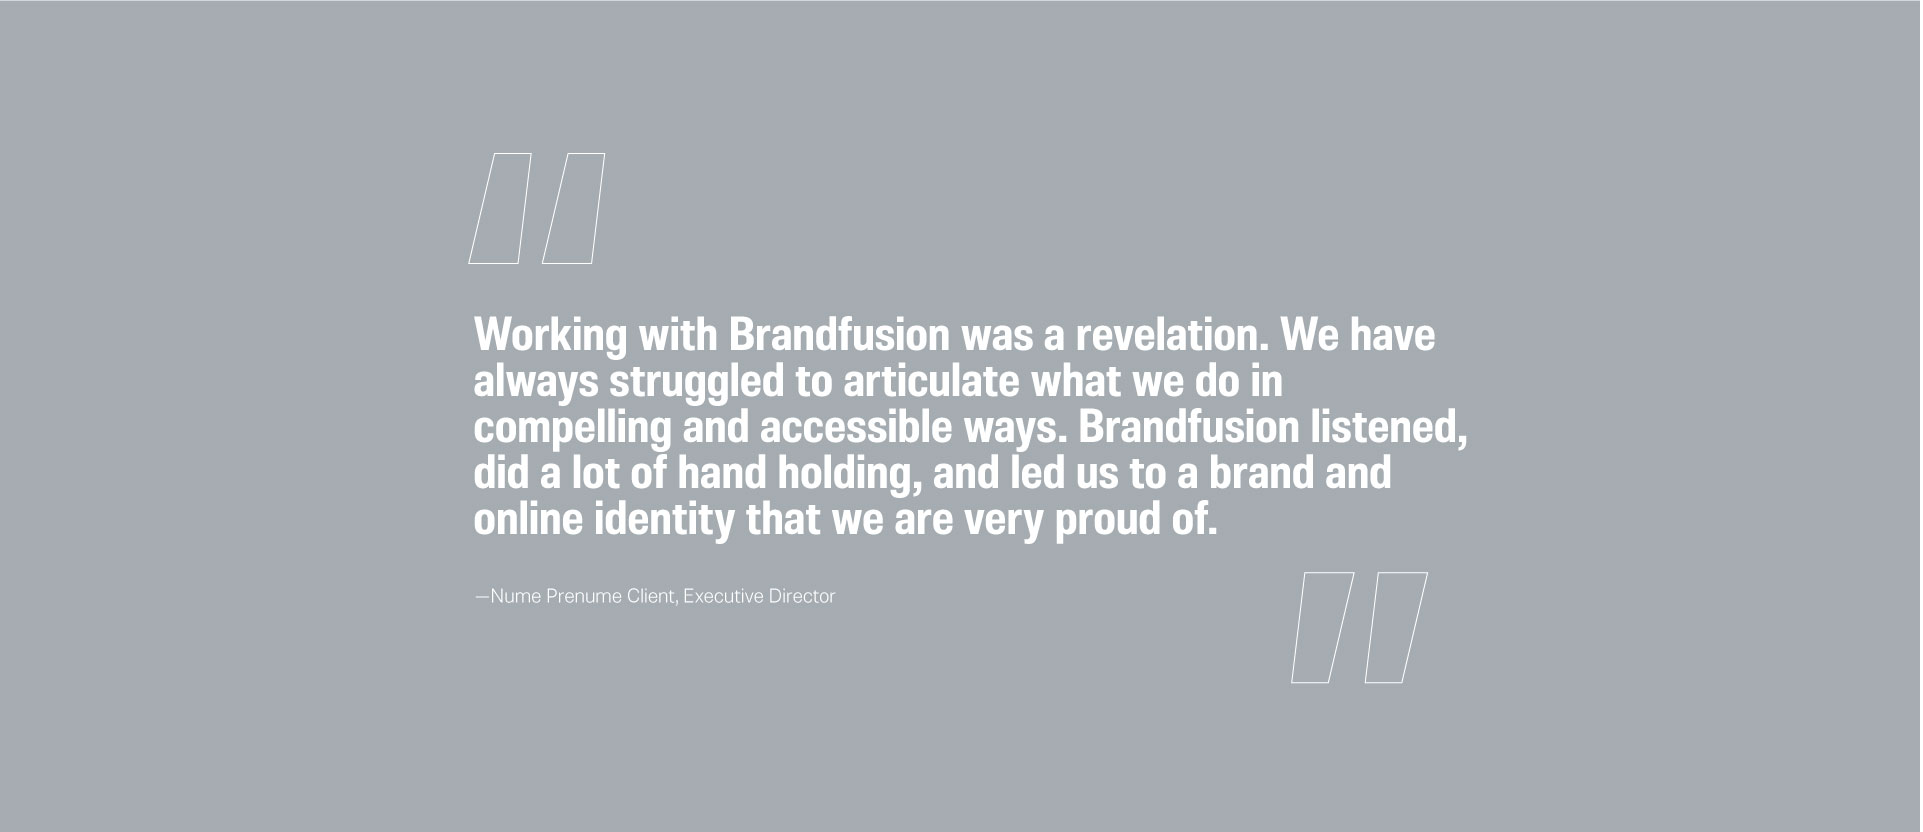 Working with Brandfusion was a revelation. We have
always struggled to articulate what we do in
compelling and accessible ways. Brandfusion listened,
did a lot of hand holding, and led us to a brand and
online identity that we are very proud of.
—Nume Prenume Client, Executive Director